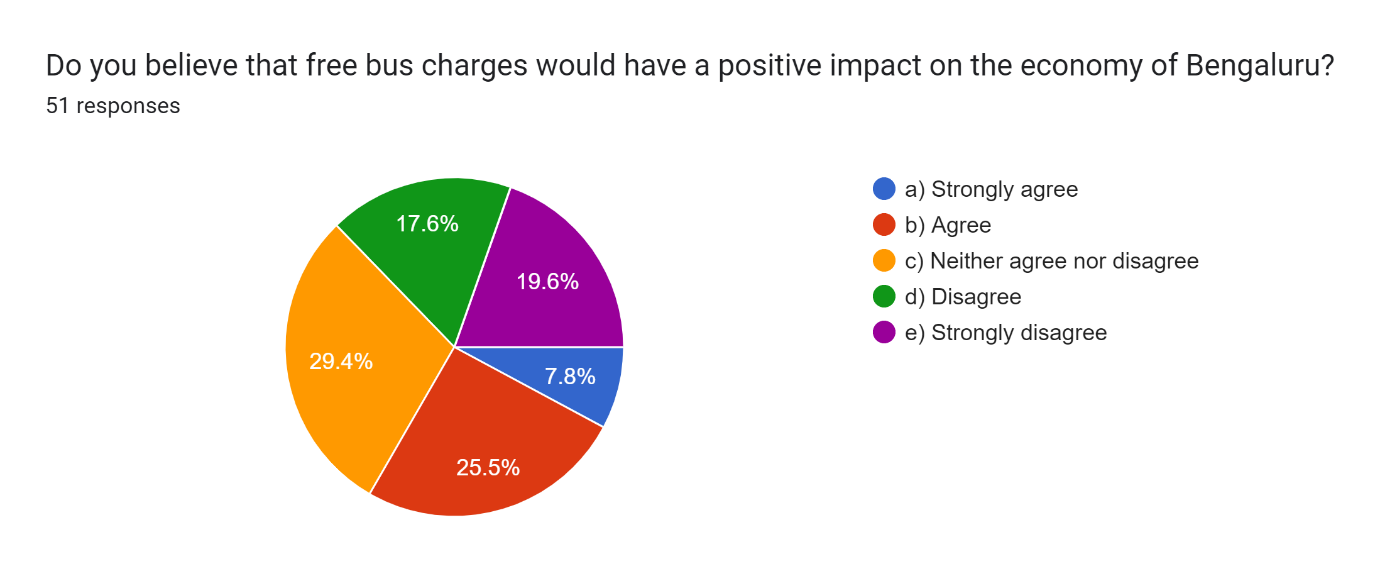 Do you believe that free bus charges would have a positive impact on the economy of Bengaluru?
51 responses
17.6%
19.6%
29.4%
7.8%
25.5%
a) Strongly agree
b) Agree
c) Neither agree nor disagree
d) Disagree
e) Strongly disagree